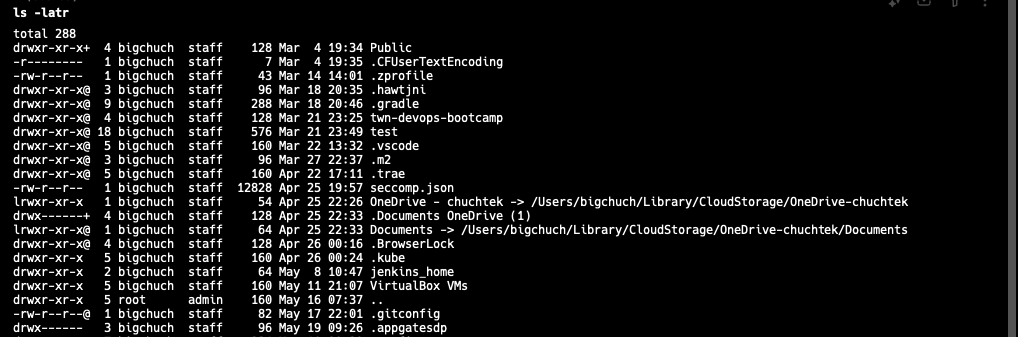 ls -latr
total 288
drwxr-xr-x+  4 bigchuch  staff    128 Mar  4 19:34 Public
-r--------   1 bigchuch  staff      7 Mar  4 19:35 .CFUserTextEncoding
-rw-r--r--   1 bigchuch  staff     43 Mar 14 14:01 .zprofile
drwxr-xr-x@  3 bigchuch  staff     96 Mar 18 20:35 .hawtjni
drwxr-xr-x@  9 bigchuch  staff    288 Mar 18 20:46 .gradle
drwxr-xr-x@  4 bigchuch  staff    128 Mar 21 23:25 twn-devops-bootcamp
drwxr-xr-x@ 18 bigchuch  staff    576 Mar 21 23:49 test
drwxr-xr-x@  5 bigchuch  staff    160 Mar 22 13:32 .vscode
drwxr-xr-x@  3 bigchuch  staff     96 Mar 27 22:37 .m2
drwxr-xr-x@  5 bigchuch  staff    160 Apr 22 17:11 .trae
-rw-r--r--   1 bigchuch  staff  12828 Apr 25 19:57 seccomp.json
lrwxr-xr-x   1 bigchuch  staff     54 Apr 25 22:26 OneDrive - chuchtek -> /Users/bigchuch/Library/CloudStorage/OneDrive-chuchtek
drwx------+  4 bigchuch  staff    128 Apr 25 22:33 .Documents OneDrive (1)
lrwxr-xr-x@  1 bigchuch  staff     64 Apr 25 22:33 Documents -> /Users/bigchuch/Library/CloudStorage/OneDrive-chuchtek/Documents
drwxr-xr-x@  4 bigchuch  staff    128 Apr 26 00:16 .BrowserLock
drwxr-xr-x   5 bigchuch  staff    160 Apr 26 00:24 .kube
drwxr-xr-x   2 bigchuch  staff     64 May  8 10:47 jenkins_home
drwxr-xr-x   5 bigchuch  staff    160 May 11 21:07 VirtualBox VMs
drwxr-xr-x   5 root      admin    160 May 16 07:37 ..
-rw-r--r--@  1 bigchuch  staff     82 May 17 22:01 .gitconfig
drwx------   3 bigchuch  staff     96 May 19 09:26 .appgatesdp